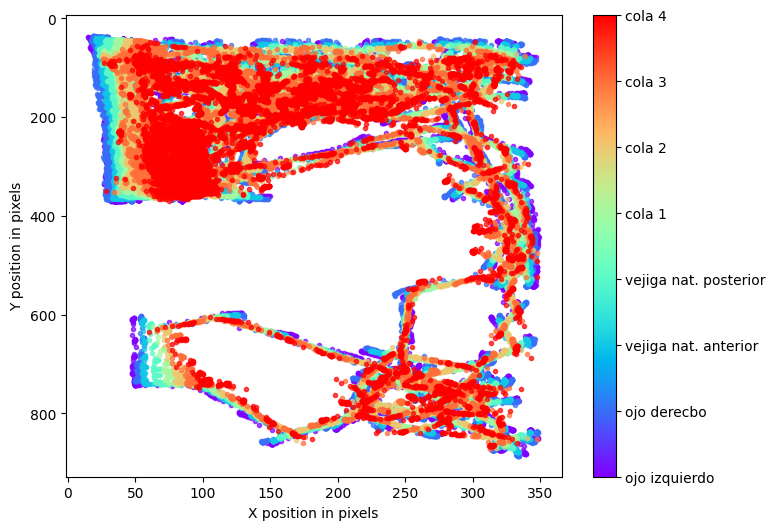 0
200
400
600
800
Y position in pixels
0
50
100
150
200
250
300
350
X position in pixels
cola 4
cola 3
cola 2
cola 1
vejiga nat. posterior
vejiga nat. anterior
ojo derecbo
ojo izquierdo